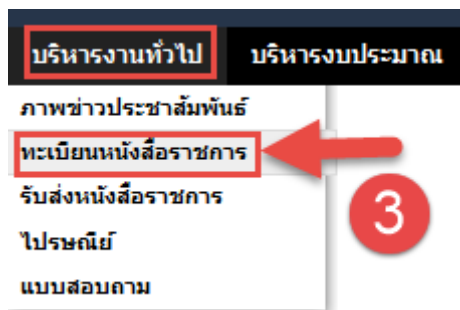 บริหารงานทั่วไป บริหารงบประมาณ
ภาพข่าวประชาสัมพันธ์
ทะเบียนหนังสือราชการ
รับส่งหนังสือราชการ
3
ไปรษณีย์
แบบสอบถาม